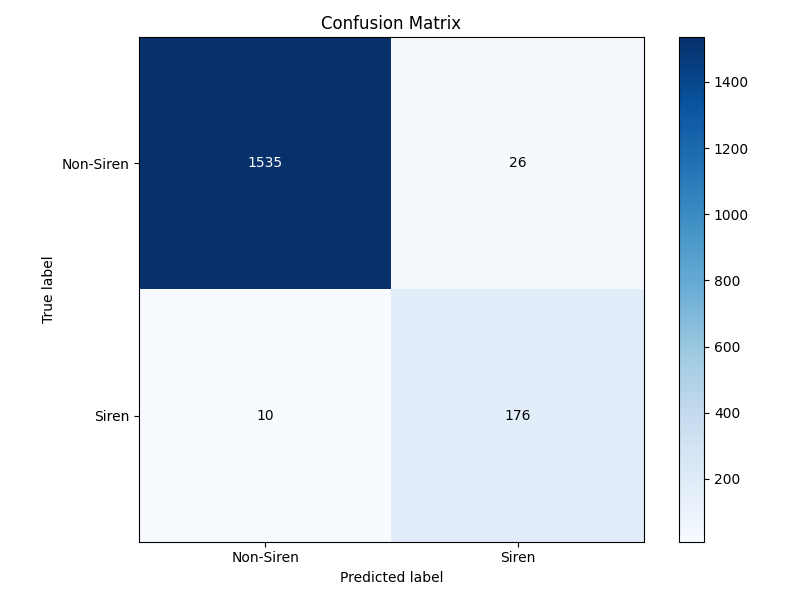 Confusion Matrix
Non-Siren
1535
26
Siren
10
176
Non-Siren
Siren
Predicted label
True label
1400
1200
1000
800
600
400
200